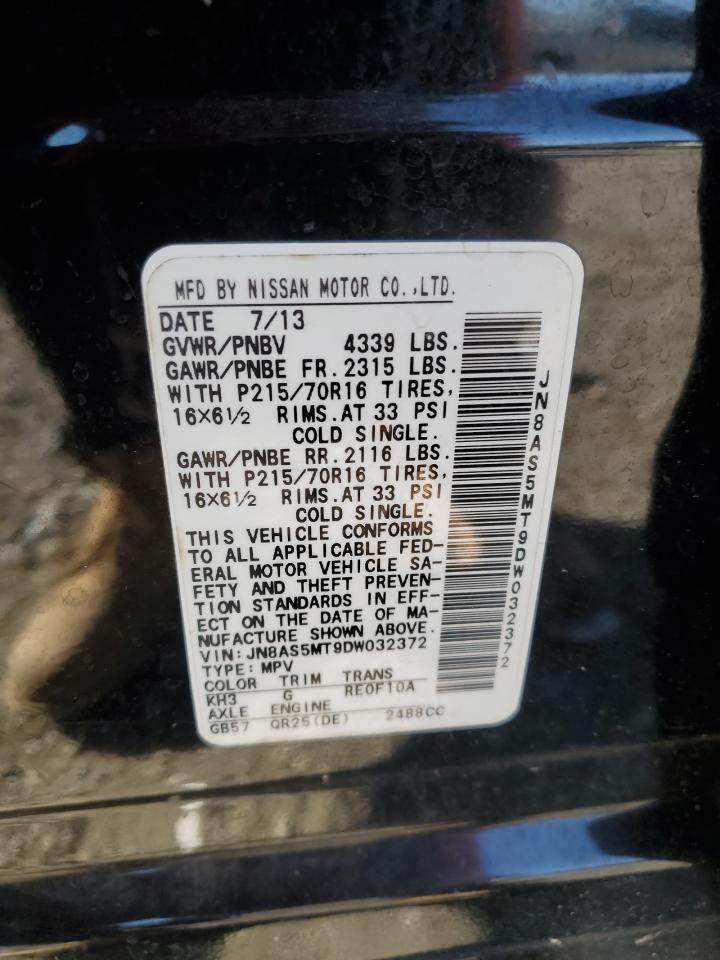 MFD BY NISSAN MOTOR CO.,LTD.
DATE 7/13
GVWR/PNBV 4339 LBS.
GAWR/PNBE FR.2315 LBS.
WITH P215/70R16 TIRES,
16X6½ RIMS.AT 33 PSI
COLD SINGLE.
GAWR/PNBE RR.2116 LBS.
WITH P215/70R16 TIRES,
16X6½ RIMS.AT 33 PSI
COLD SINGLE.
THIS VEHICLE CONFORMS
TO ALL APPLICABLE FED-
ERAL MOTOR VEHICLE SA-
FETY AND THEFT PREVEN-
TION STANDARDS IN EFF-
ECT ON THE DATE OF MA-
NUFACTURE SHOWN ABOVE.
VIN:JN8AS5MT9DW032372
TYPE:MPV
COLOR TRIM TRANS
KH3 G RE0F10A
AXLE ENGINE
GB57 QR25(DE) 2488CC
JN8AS5MT9DW032372